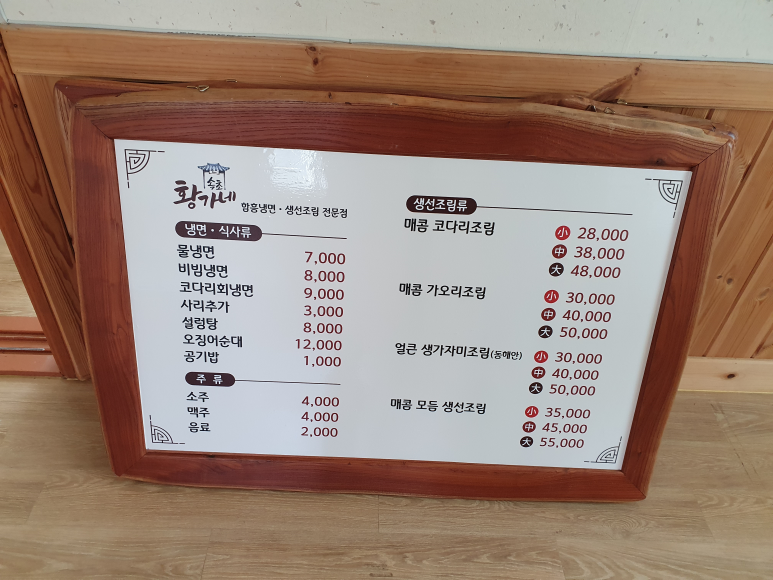 속초
황가네 함흥냉면 · 생선조림 전문점
냉면 · 식사류
물냉면 7,000
비빔냉면 8,000
코다리회냉면 9,000
사리추가 3,000
설렁탕 8,000
오징어순대 12,000
공기밥 1,000
주 류
소주 4,000
맥주 4,000
음료 2,000
생선조림류
매콤 코다리조림 小 28,000
中 38,000
大 48,000
매콤 가오리조림 小 30,000
中 40,000
大 50,000
얼큰 생가자미조림(동해안) 小 30,000
中 40,000
大 50,000
매콤 모듬 생선조림 小 35,000
中 45,000
大 55,000